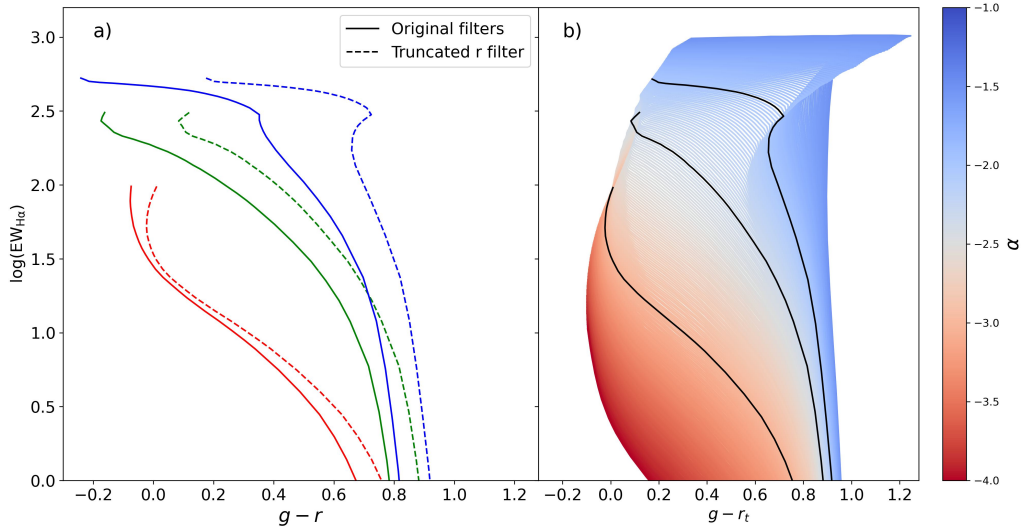 a)
Original filters
Truncated r filter
log(EW_Hα)
3.0
2.5
2.0
1.5
1.0
0.5
0.0
−0.2 0.0 0.2 0.4 0.6 0.8 1.0 1.2
g − r
b)
−0.2 0.0 0.2 0.4 0.6 0.8 1.0 1.2
g − r_t
−1.0
−1.5
−2.0
−2.5
−3.0
−3.5
−4.0
α